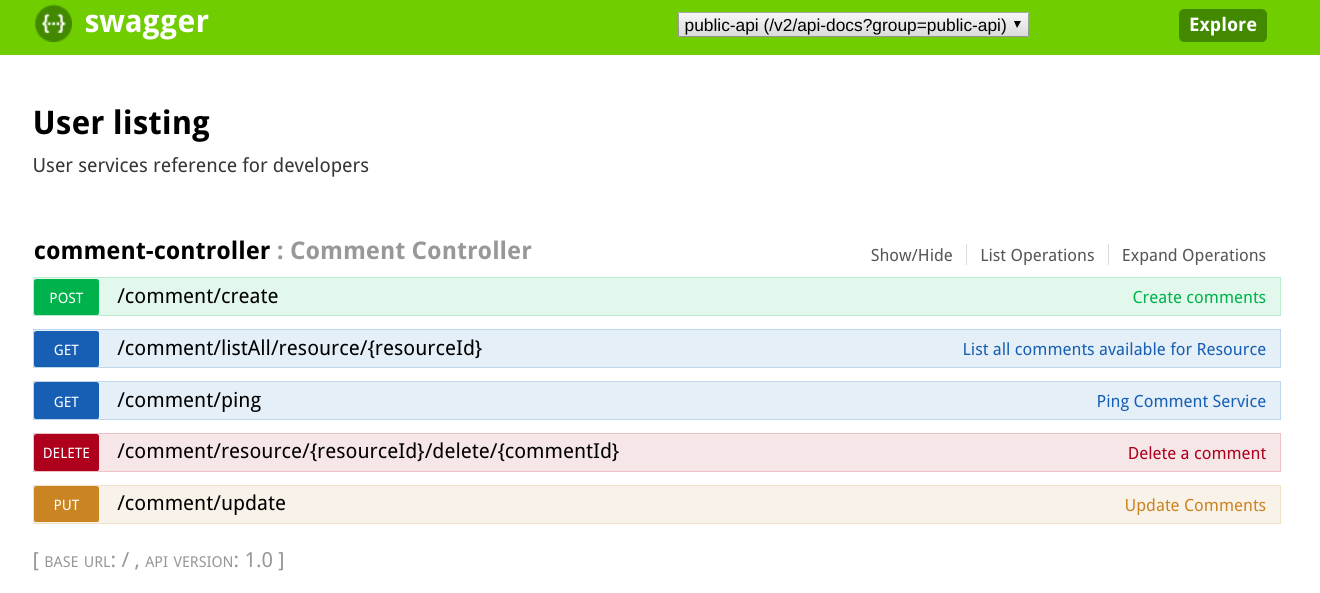 {···} swagger public-api (/v2/api-docs?group=public-api) Explore
User listing
User services reference for developers
comment-controller : Comment Controller Show/Hide List Operations Expand Operations
POST /comment/create Create comments
GET /comment/listAll/resource/{resourceId} List all comments available for Resource
GET /comment/ping Ping Comment Service
DELETE /comment/resource/{resourceId}/delete/{commentId} Delete a comment
PUT /comment/update Update Comments
[ BASE URL: / , API VERSION: 1.0 ]